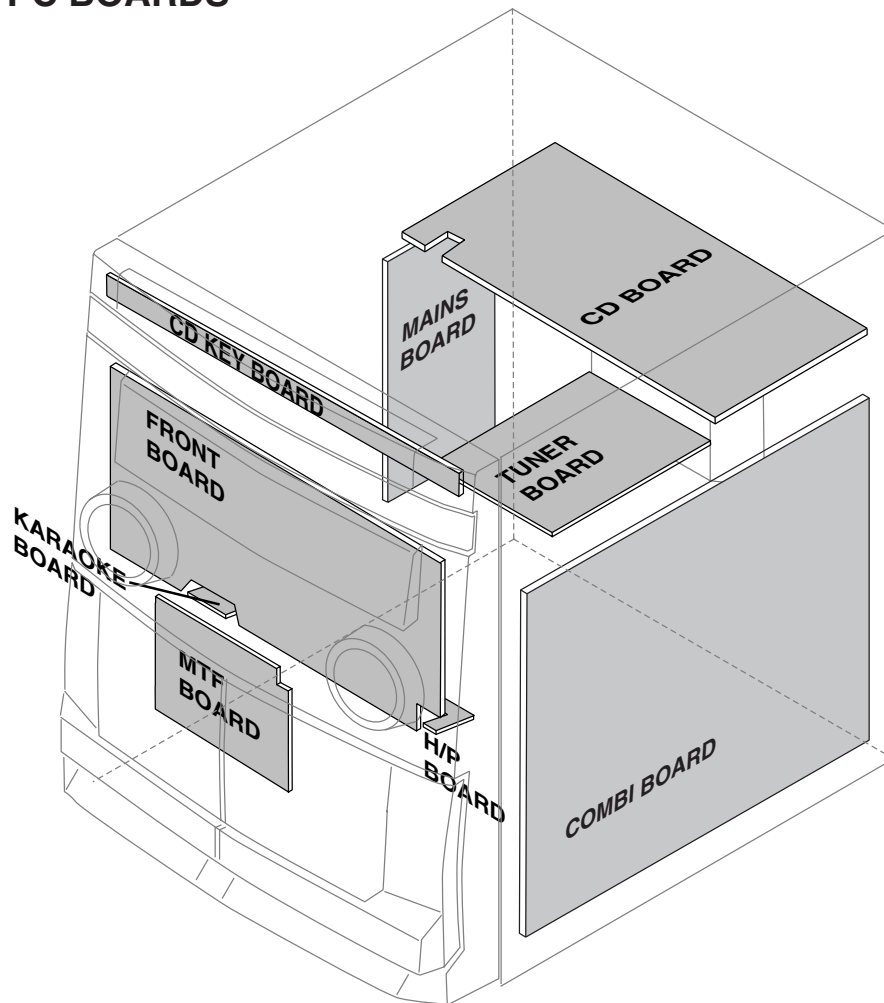 PC BOARDS
CD BOARD
MAINS
BOARD
CD KEY BOARD
TUNER
BOARD
FRONT
BOARD
KARAOKE
BOARD
MTF
BOARD
H/P
BOARD
COMBI BOARD